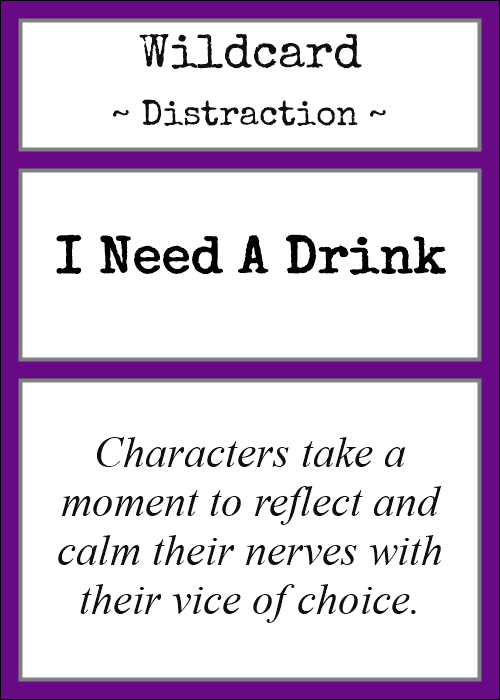 Wildcard
~ Distraction ~
I Need A Drink
Characters take a
moment to reflect and
calm their nerves with
their vice of choice.